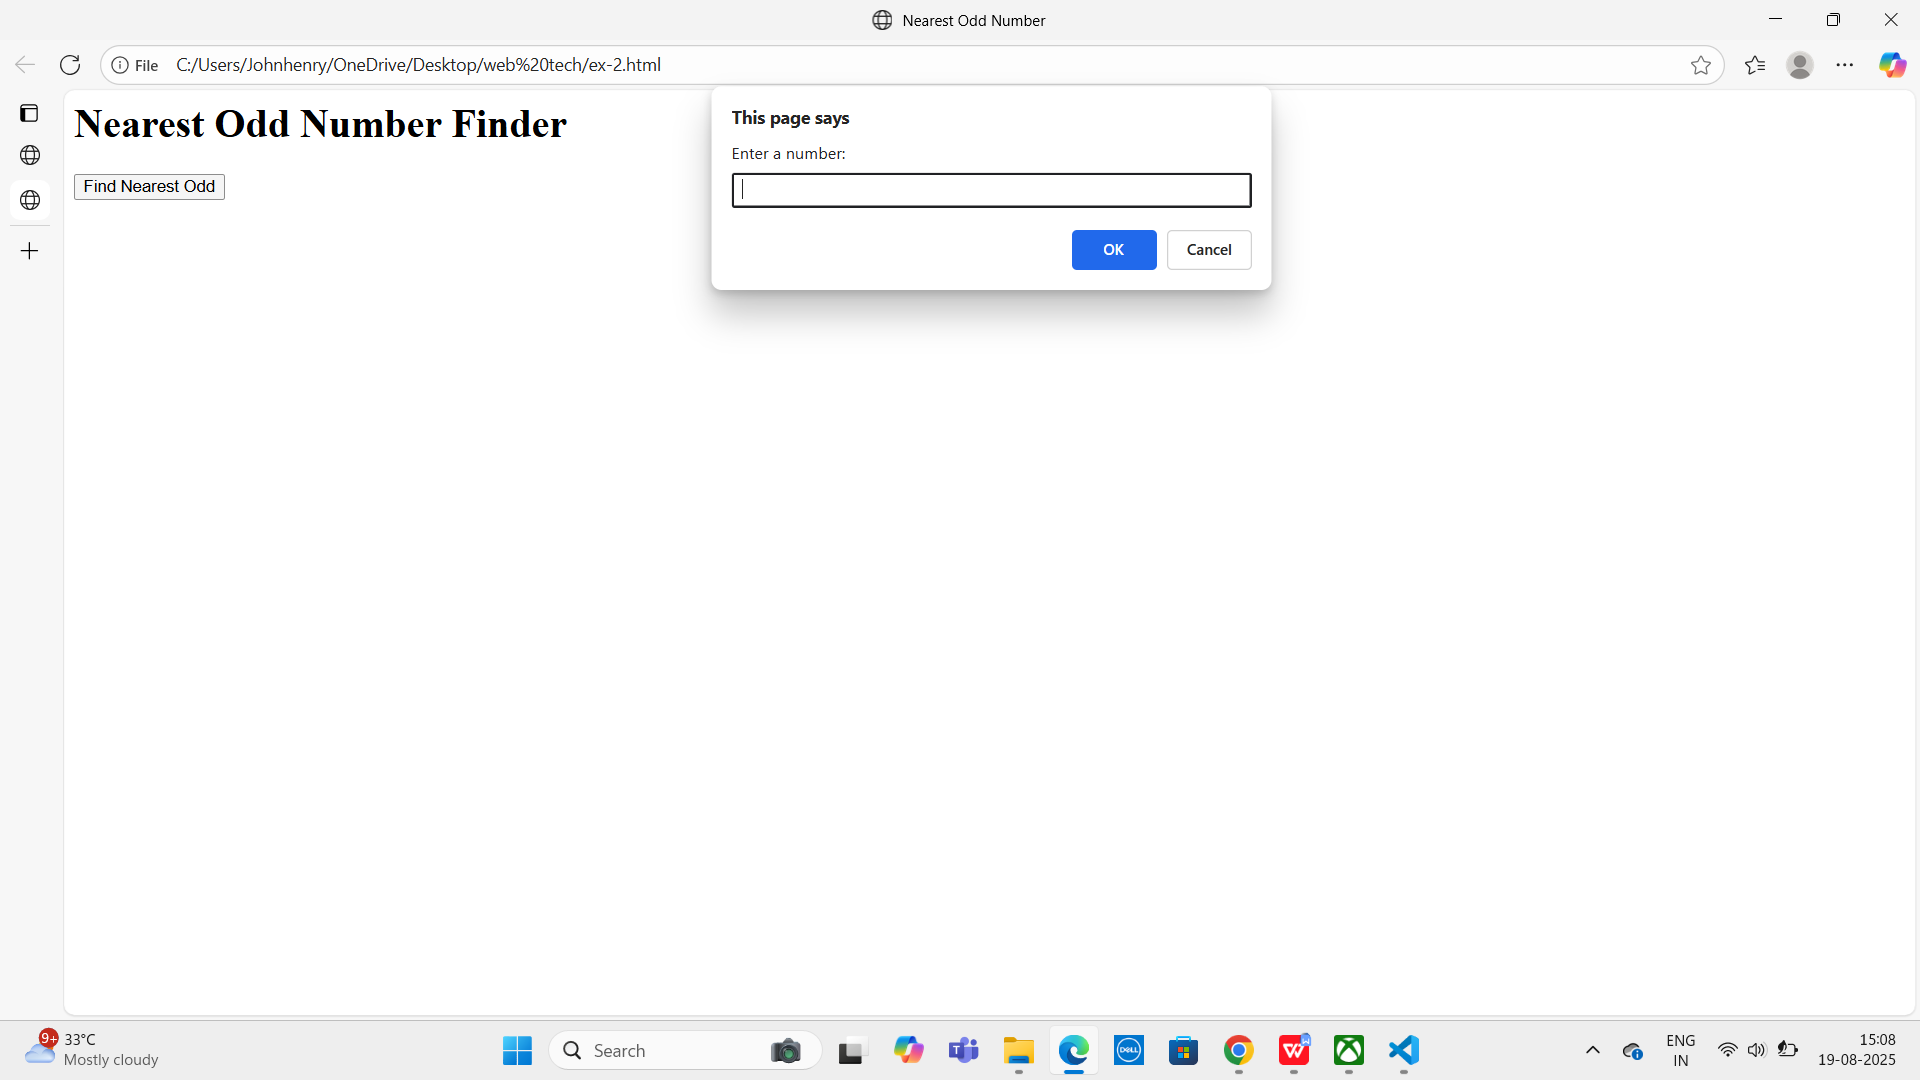 Nearest Odd Number
File C:/Users/Johnhenry/OneDrive/Desktop/web%20tech/ex-2.html
Nearest Odd Number Finder
Find Nearest Odd
This page says
Enter a number:
OK Cancel
9+ 33°C
Mostly cloudy
Search
DELL
W
ENG
IN
15:08
19-08-2025